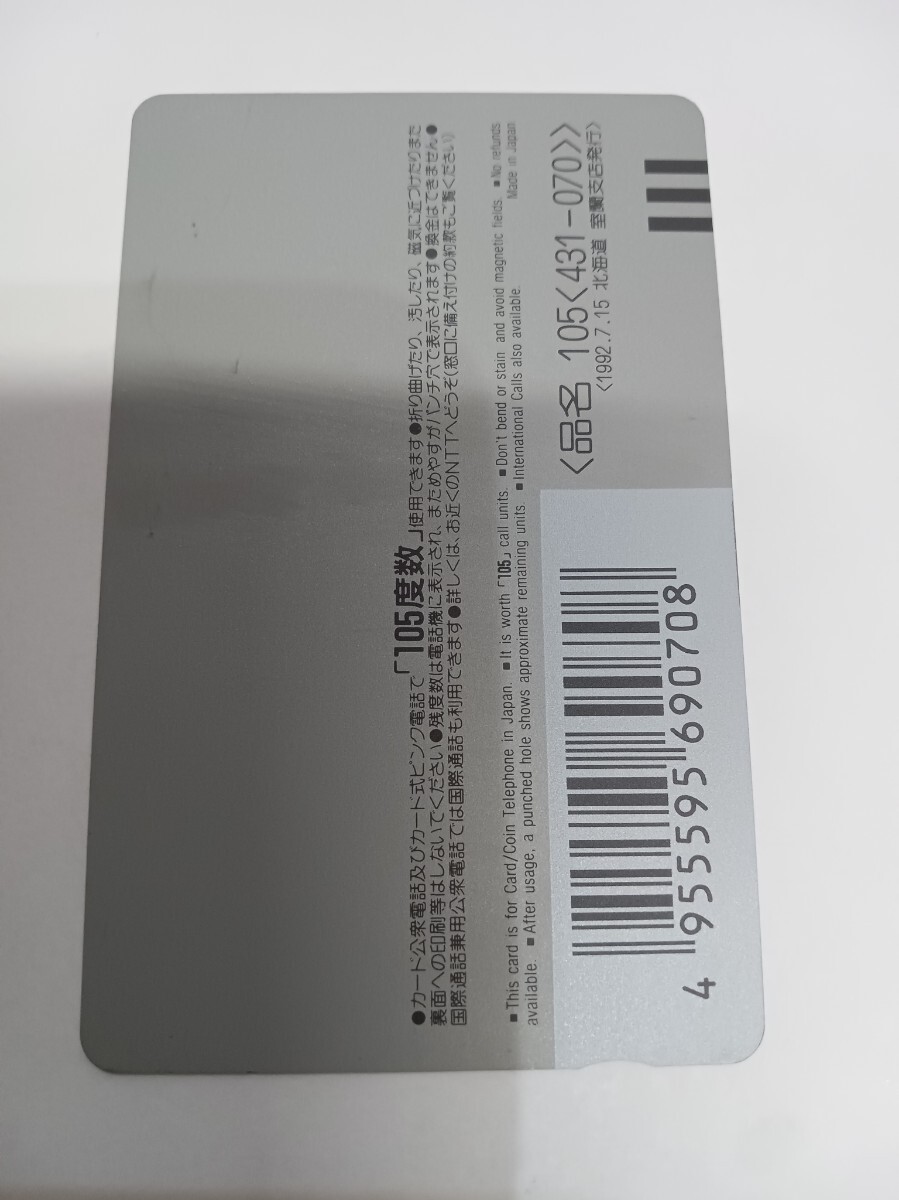 ●カード公衆電話及びカード式ピンク電話で「105度数」使用できます●折り曲げたり、汚したり、磁気に近づけたりまた
裏面への印刷等はしないでください●残度数は電話機に表示され、まためやすがパンチ穴で表示されます●換金はできません●
国際通話兼用公衆電話では国際通話も利用できます●詳しくは、お近くのNTTへどうぞ(窓口に備え付けの約款もご覧ください)
■This card is for Card/Coin Telephone in Japan. ■It is worth「105」call units. ■Don't bend or stain and avoid magnetic fields. ■No refunds
available. ■After usage, a punched hole shows approximate remaining units. ■International Calls also available. Made in Japan
〈品名 105〈431-070〉〉
〈1992.7.15 北海道 室蘭支店発行〉
4 955595 690708